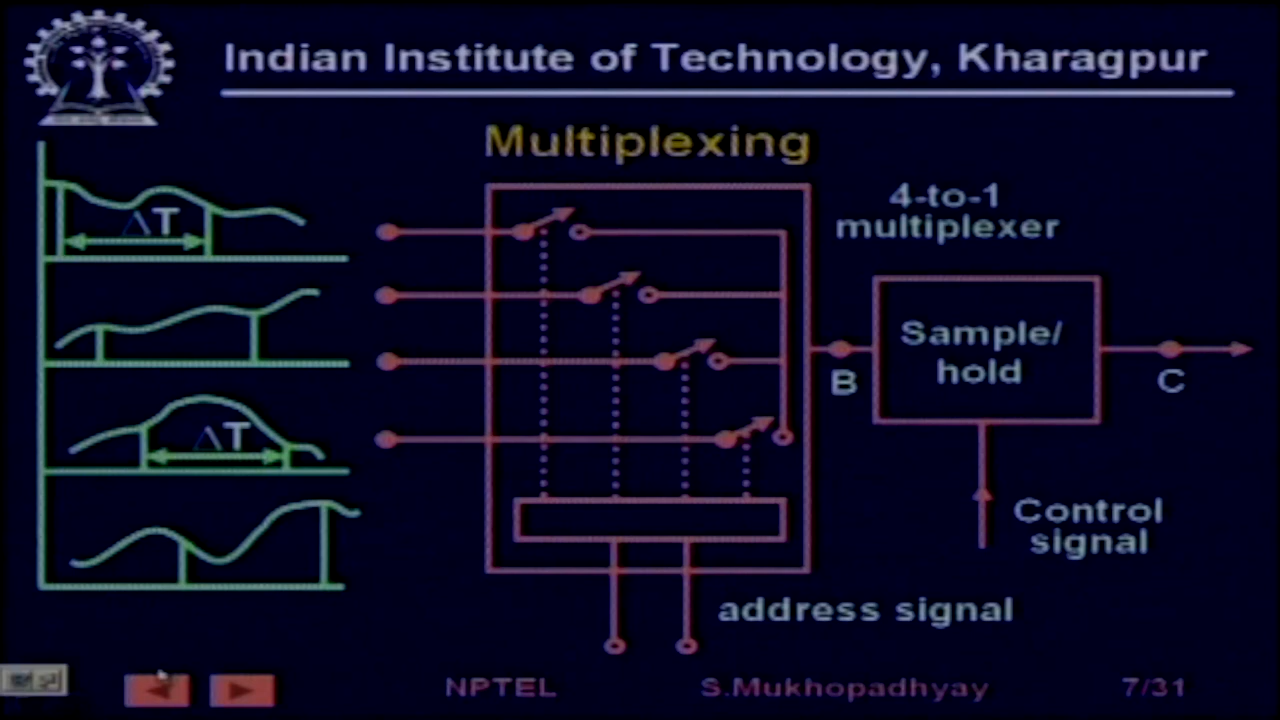 Indian Institute of Technology, Kharagpur
Multiplexing
4-to-1
multiplexer
ΔT
Sample/
hold
B
C
ΔT
Control
signal
address signal
NPTEL S.Mukhopadhyay 7/31